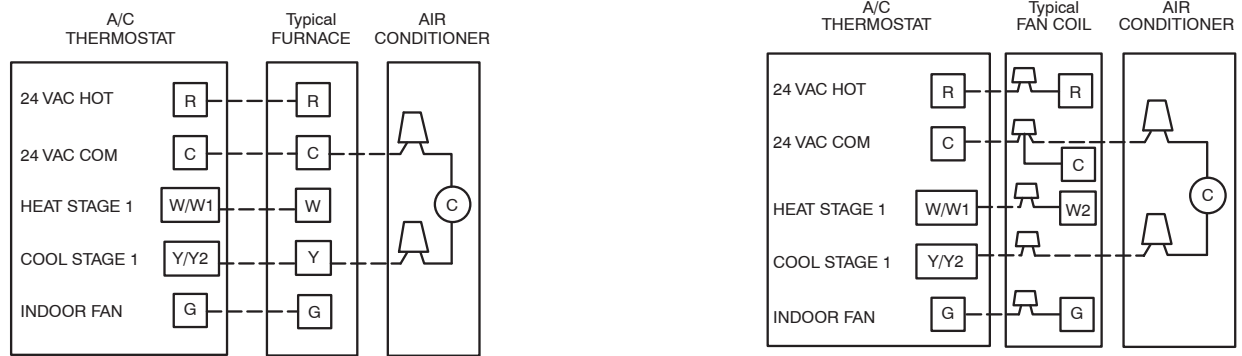 A/C
THERMOSTAT
Typical
FURNACE
AIR
CONDITIONER
24 VAC HOT R R
24 VAC COM C C
HEAT STAGE 1 W/W1 W
C
COOL STAGE 1 Y/Y2 Y
INDOOR FAN G G
A/C
THERMOSTAT
Typical
FAN COIL
AIR
CONDITIONER
24 VAC HOT R R
24 VAC COM C
C
HEAT STAGE 1 W/W1 W2
C
COOL STAGE 1 Y/Y2
INDOOR FAN G G